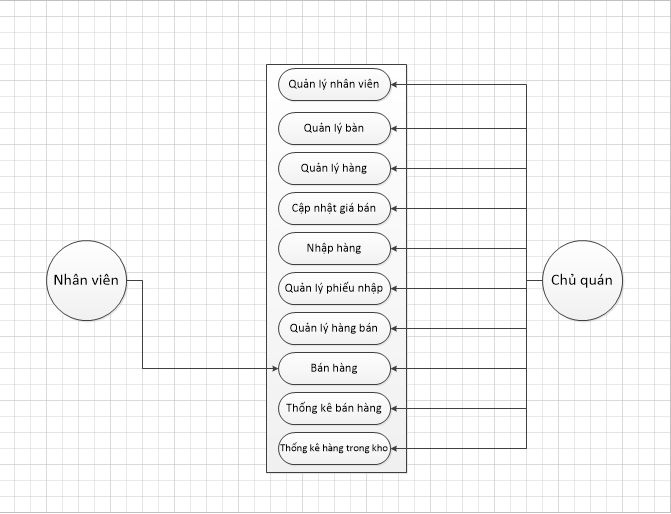 Quản lý nhân viên
Quản lý bàn
Quản lý hàng
Cập nhật giá bán
Nhập hàng
Nhân viên
Chủ quán
Quản lý phiếu nhập
Quản lý hàng bán
Bán hàng
Thống kê bán hàng
Thống kê hàng trong kho